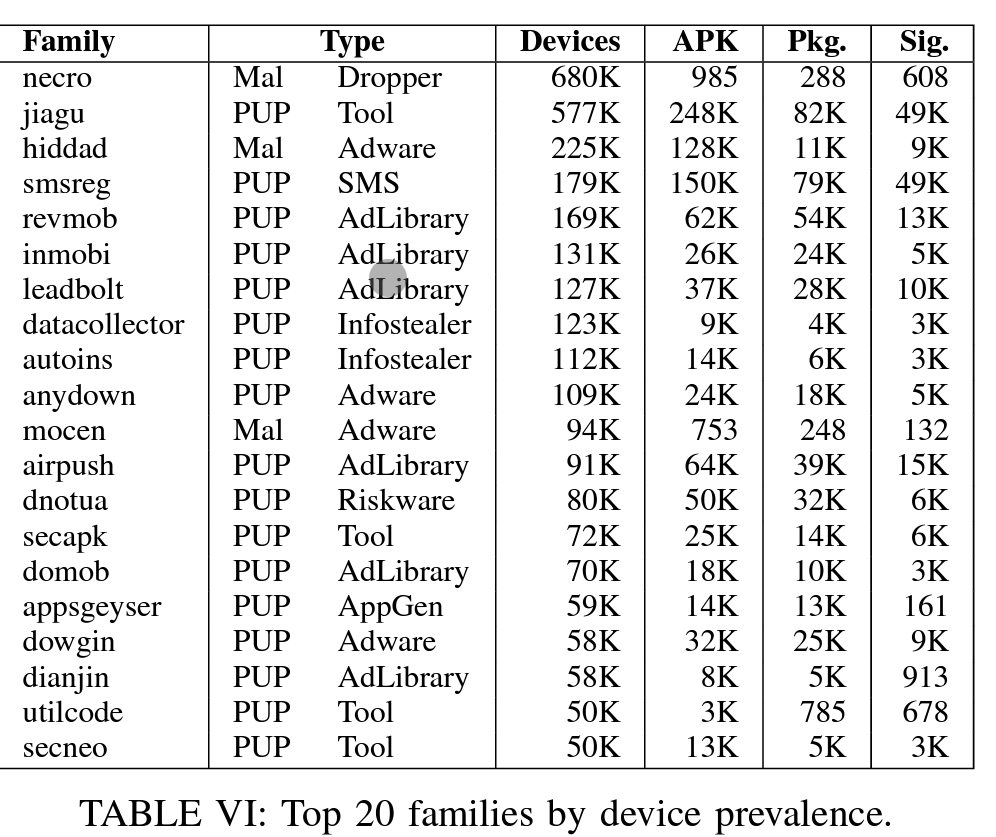 Family Type Devices APK Pkg. Sig.
necro Mal Dropper 680K 985 288 608
jiagu PUP Tool 577K 248K 82K 49K
hiddad Mal Adware 225K 128K 11K 9K
smsreg PUP SMS 179K 150K 79K 49K
revmob PUP AdLibrary 169K 62K 54K 13K
inmobi PUP AdLibrary 131K 26K 24K 5K
leadbolt PUP AdLibrary 127K 37K 28K 10K
datacollector PUP Infostealer 123K 9K 4K 3K
autoins PUP Infostealer 112K 14K 6K 3K
anydown PUP Adware 109K 24K 18K 5K
mocen Mal Adware 94K 753 248 132
airpush PUP AdLibrary 91K 64K 39K 15K
dnotua PUP Riskware 80K 50K 32K 6K
secapk PUP Tool 72K 25K 14K 6K
domob PUP AdLibrary 70K 18K 10K 3K
appsgeyser PUP AppGen 59K 14K 13K 161
dowgin PUP Adware 58K 32K 25K 9K
dianjin PUP AdLibrary 58K 8K 5K 913
utilcode PUP Tool 50K 3K 785 678
secneo PUP Tool 50K 13K 5K 3K
TABLE VI: Top 20 families by device prevalence.